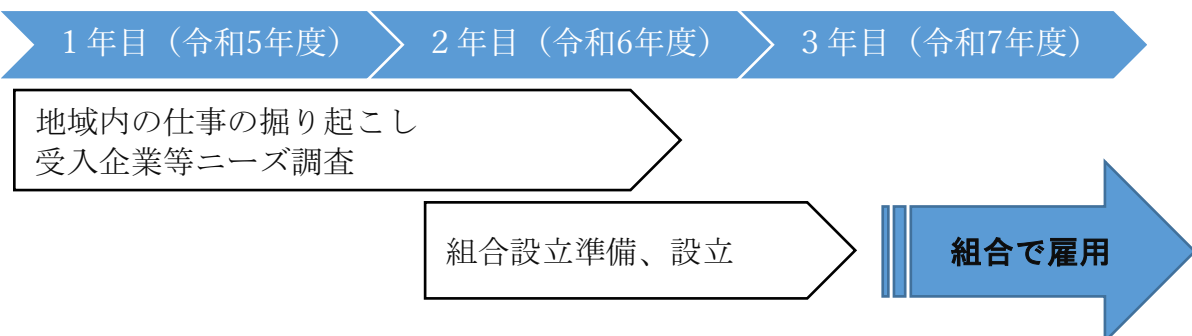 １年目（令和5年度）
２年目（令和6年度）
３年目（令和7年度）
地域内の仕事の掘り起こし
受入企業等ニーズ調査
組合設立準備、設立
組合で雇用